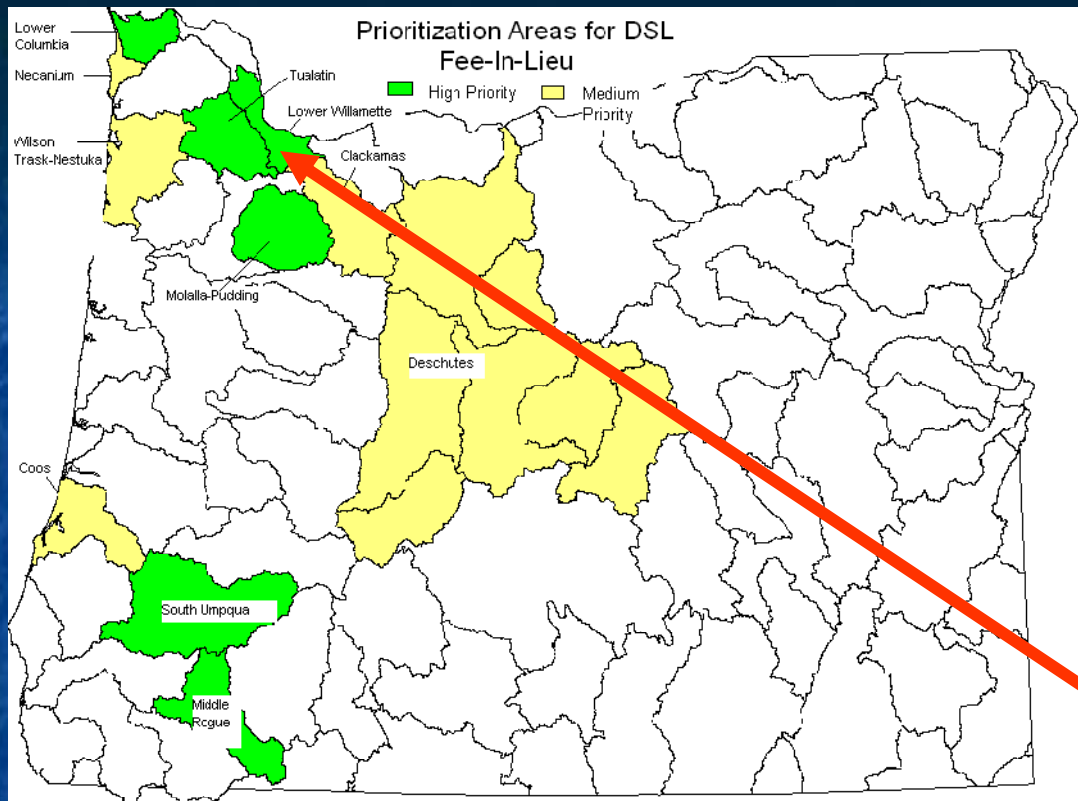 Prioritization Areas for DSL
Fee-In-Lieu
High Priority
Medium
Priority
Lower
Columbia
Necanium
Tualatin
Lower Willamette
Wilson
Trask-Nestuka
Clackamas
Molalla-Pudding
Deschutes
Coos
South Umpqua
Middle
Rogue